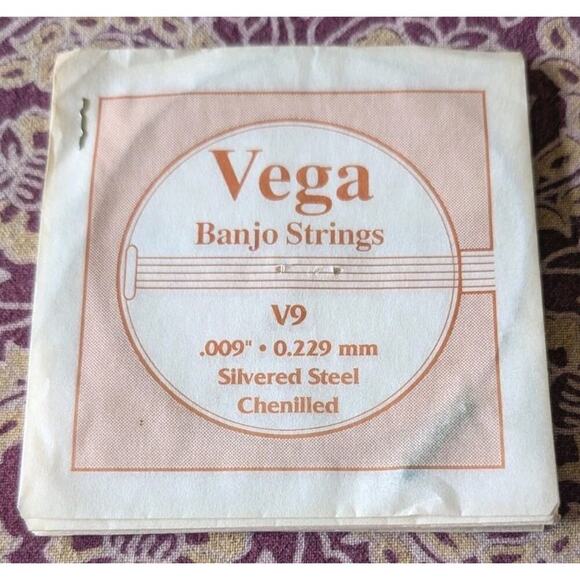 Vega
Banjo Strings
V9
.009" • 0.229 mm
Silvered Steel
Chenilled